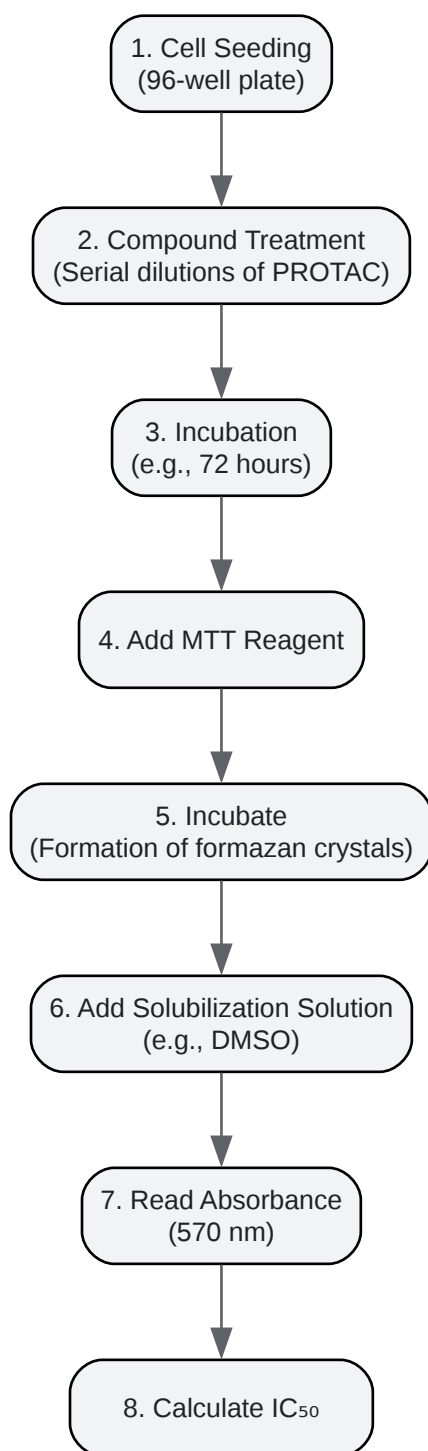 1. Cell Seeding
(96-well plate)
2. Compound Treatment
(Serial dilutions of PROTAC)
3. Incubation
(e.g., 72 hours)
4. Add MTT Reagent
5. Incubate
(Formation of formazan crystals)
6. Add Solubilization Solution
(e.g., DMSO)
7. Read Absorbance
(570 nm)
8. Calculate IC₅₀